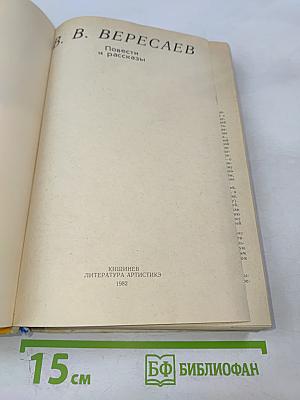 В. В. ВЕРЕСАЕВ
Повести
и рассказы
КИШИНЕВ
ЛИТЕРАТУРА АРТИСТИКЭ
1982
15 см
БФ БИБЛИОФАН